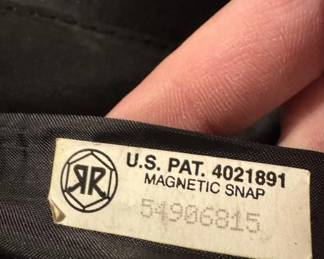 RR
U.S. PAT. 4021891
MAGNETIC SNAP
54906815